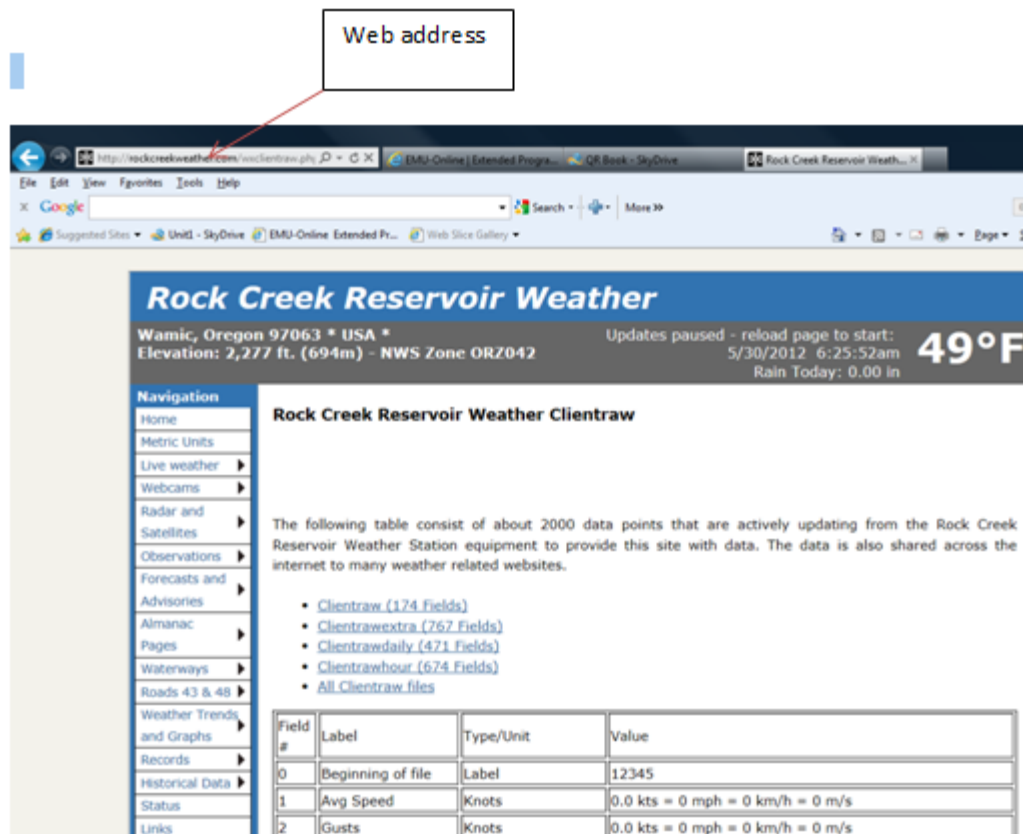 Web address
http://rockcreekweather.com/wxclientraw.php
EMU-Online | Extended Progra...
QR Book - SkyDrive
Rock Creek Reservoir Weath...
File Edit View Favorites Tools Help
x Google Search More >>
Suggested Sites Unit1 - SkyDrive EMU-Online Extended Pr... Web Slice Gallery Page
Rock Creek Reservoir Weather
Wamic, Oregon 97063 * USA *
Elevation: 2,277 ft. (694m) - NWS Zone ORZ042
Updates paused - reload page to start:
5/30/2012 6:25:52am
Rain Today: 0.00 in
49°F
Navigation
Home
Metric Units
Live weather
Webcams
Radar and
Satellites
Observations
Forecasts and
Advisories
Almanac
Pages
Waterways
Roads 43 & 48
Weather Trends
and Graphs
Records
Historical Data
Status
Links
Rock Creek Reservoir Weather Clientraw
The following table consist of about 2000 data points that are actively updating from the Rock Creek
Reservoir Weather Station equipment to provide this site with data. The data is also shared across the
internet to many weather related websites.
• Clientraw (174 Fields)
• Clientrawextra (767 Fields)
• Clientrawdaily (471 Fields)
• Clientrawhour (674 Fields)
• All Clientraw files
Field # Label Type/Unit Value
0 Beginning of file Label 12345
1 Avg Speed Knots 0.0 kts = 0 mph = 0 km/h = 0 m/s
2 Gusts Knots 0.0 kts = 0 mph = 0 km/h = 0 m/s